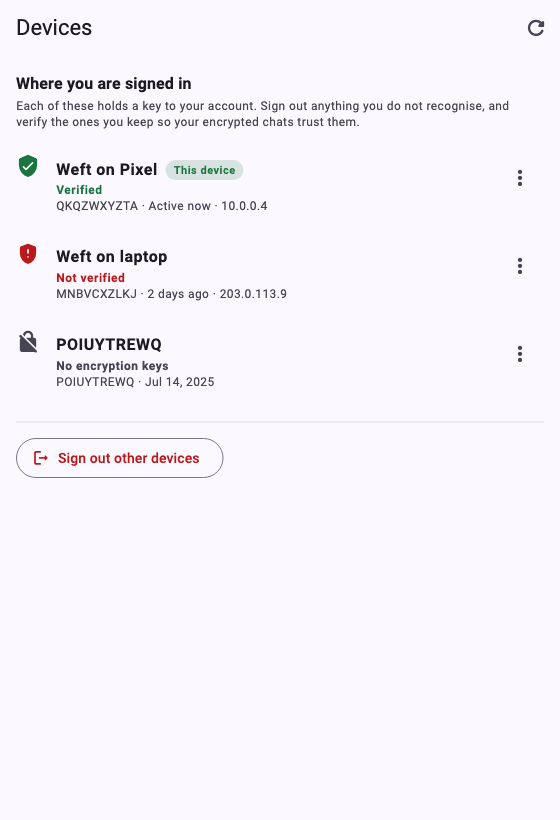 Devices
Where you are signed in
Each of these holds a key to your account. Sign out anything you do not recognise, and
verify the ones you keep so your encrypted chats trust them.
Weft on Pixel This device
Verified
QKQZWXYZTA · Active now · 10.0.0.4
Weft on laptop
Not verified
MNBVCXZLKJ · 2 days ago · 203.0.113.9
POIUYTREWQ
No encryption keys
POIUYTREWQ · Jul 14, 2025
Sign out other devices